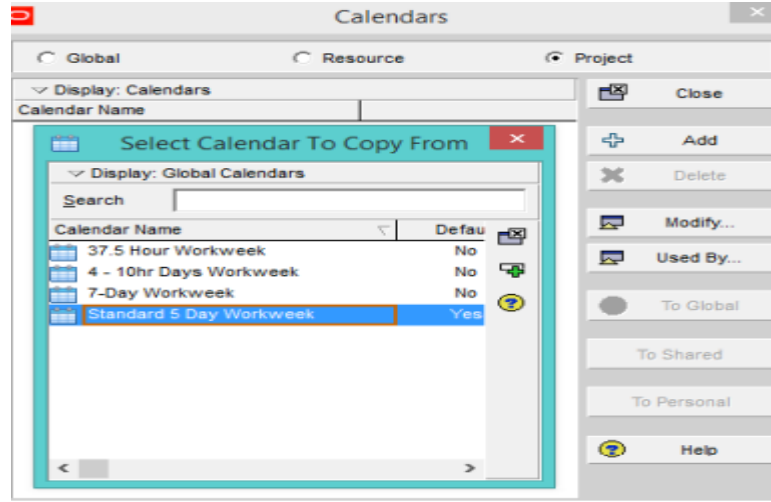 Calendars
Global Resource Project
Display: Calendars
Calendar Name
Close
Add
Delete
Modify...
Used By...
To Global
To Shared
To Personal
Help
Select Calendar To Copy From
Display: Global Calendars
Search
Calendar Name Defau
37.5 Hour Workweek No
4 - 10hr Days Workweek No
7-Day Workweek No
Standard 5 Day Workweek Yes